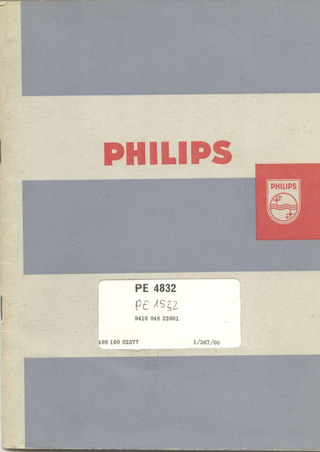 PHILIPS
PHILIPS
PE 4832
PE 1532
9416 048 32001
499 160 02377 1/367/00